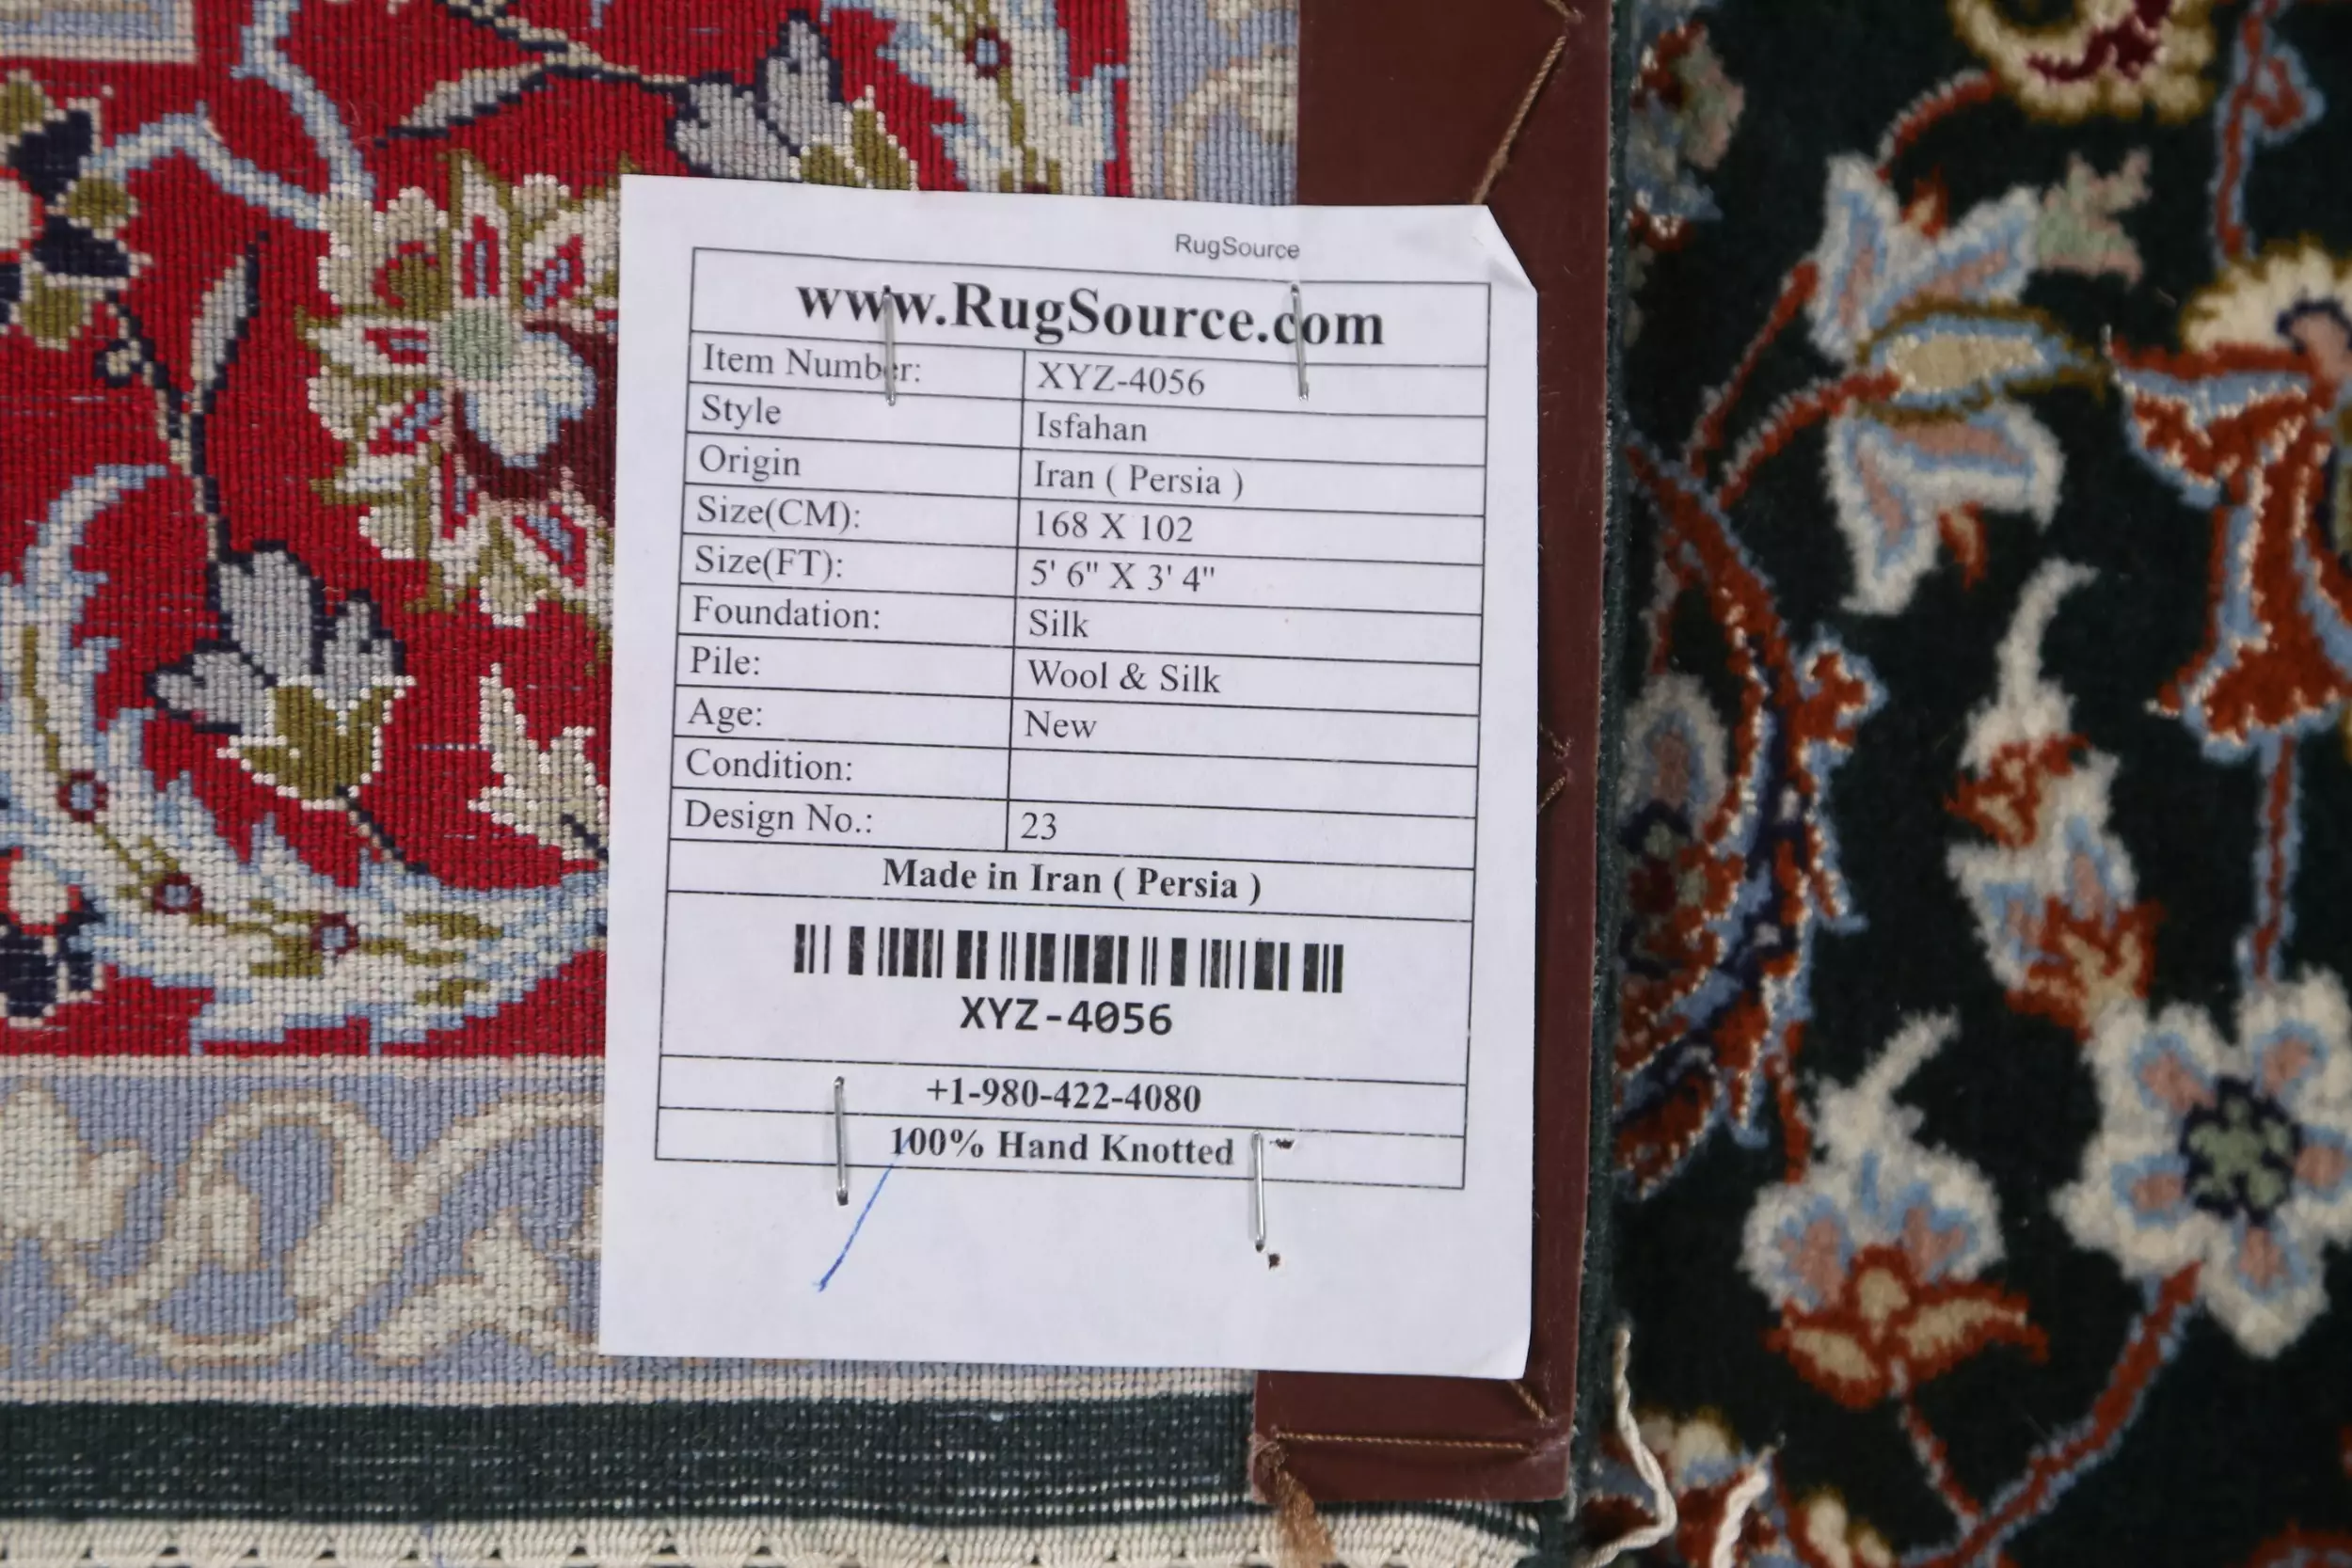 RugSource
www.RugSource.com
Item Number: XYZ-4056
Style Isfahan
Origin Iran ( Persia )
Size(CM): 168 X 102
Size(FT): 5' 6" X 3' 4"
Foundation: Silk
Pile: Wool & Silk
Age: New
Condition:
Design No.: 23
Made in Iran ( Persia )
XYZ-4056
+1-980-422-4080
100% Hand Knotted